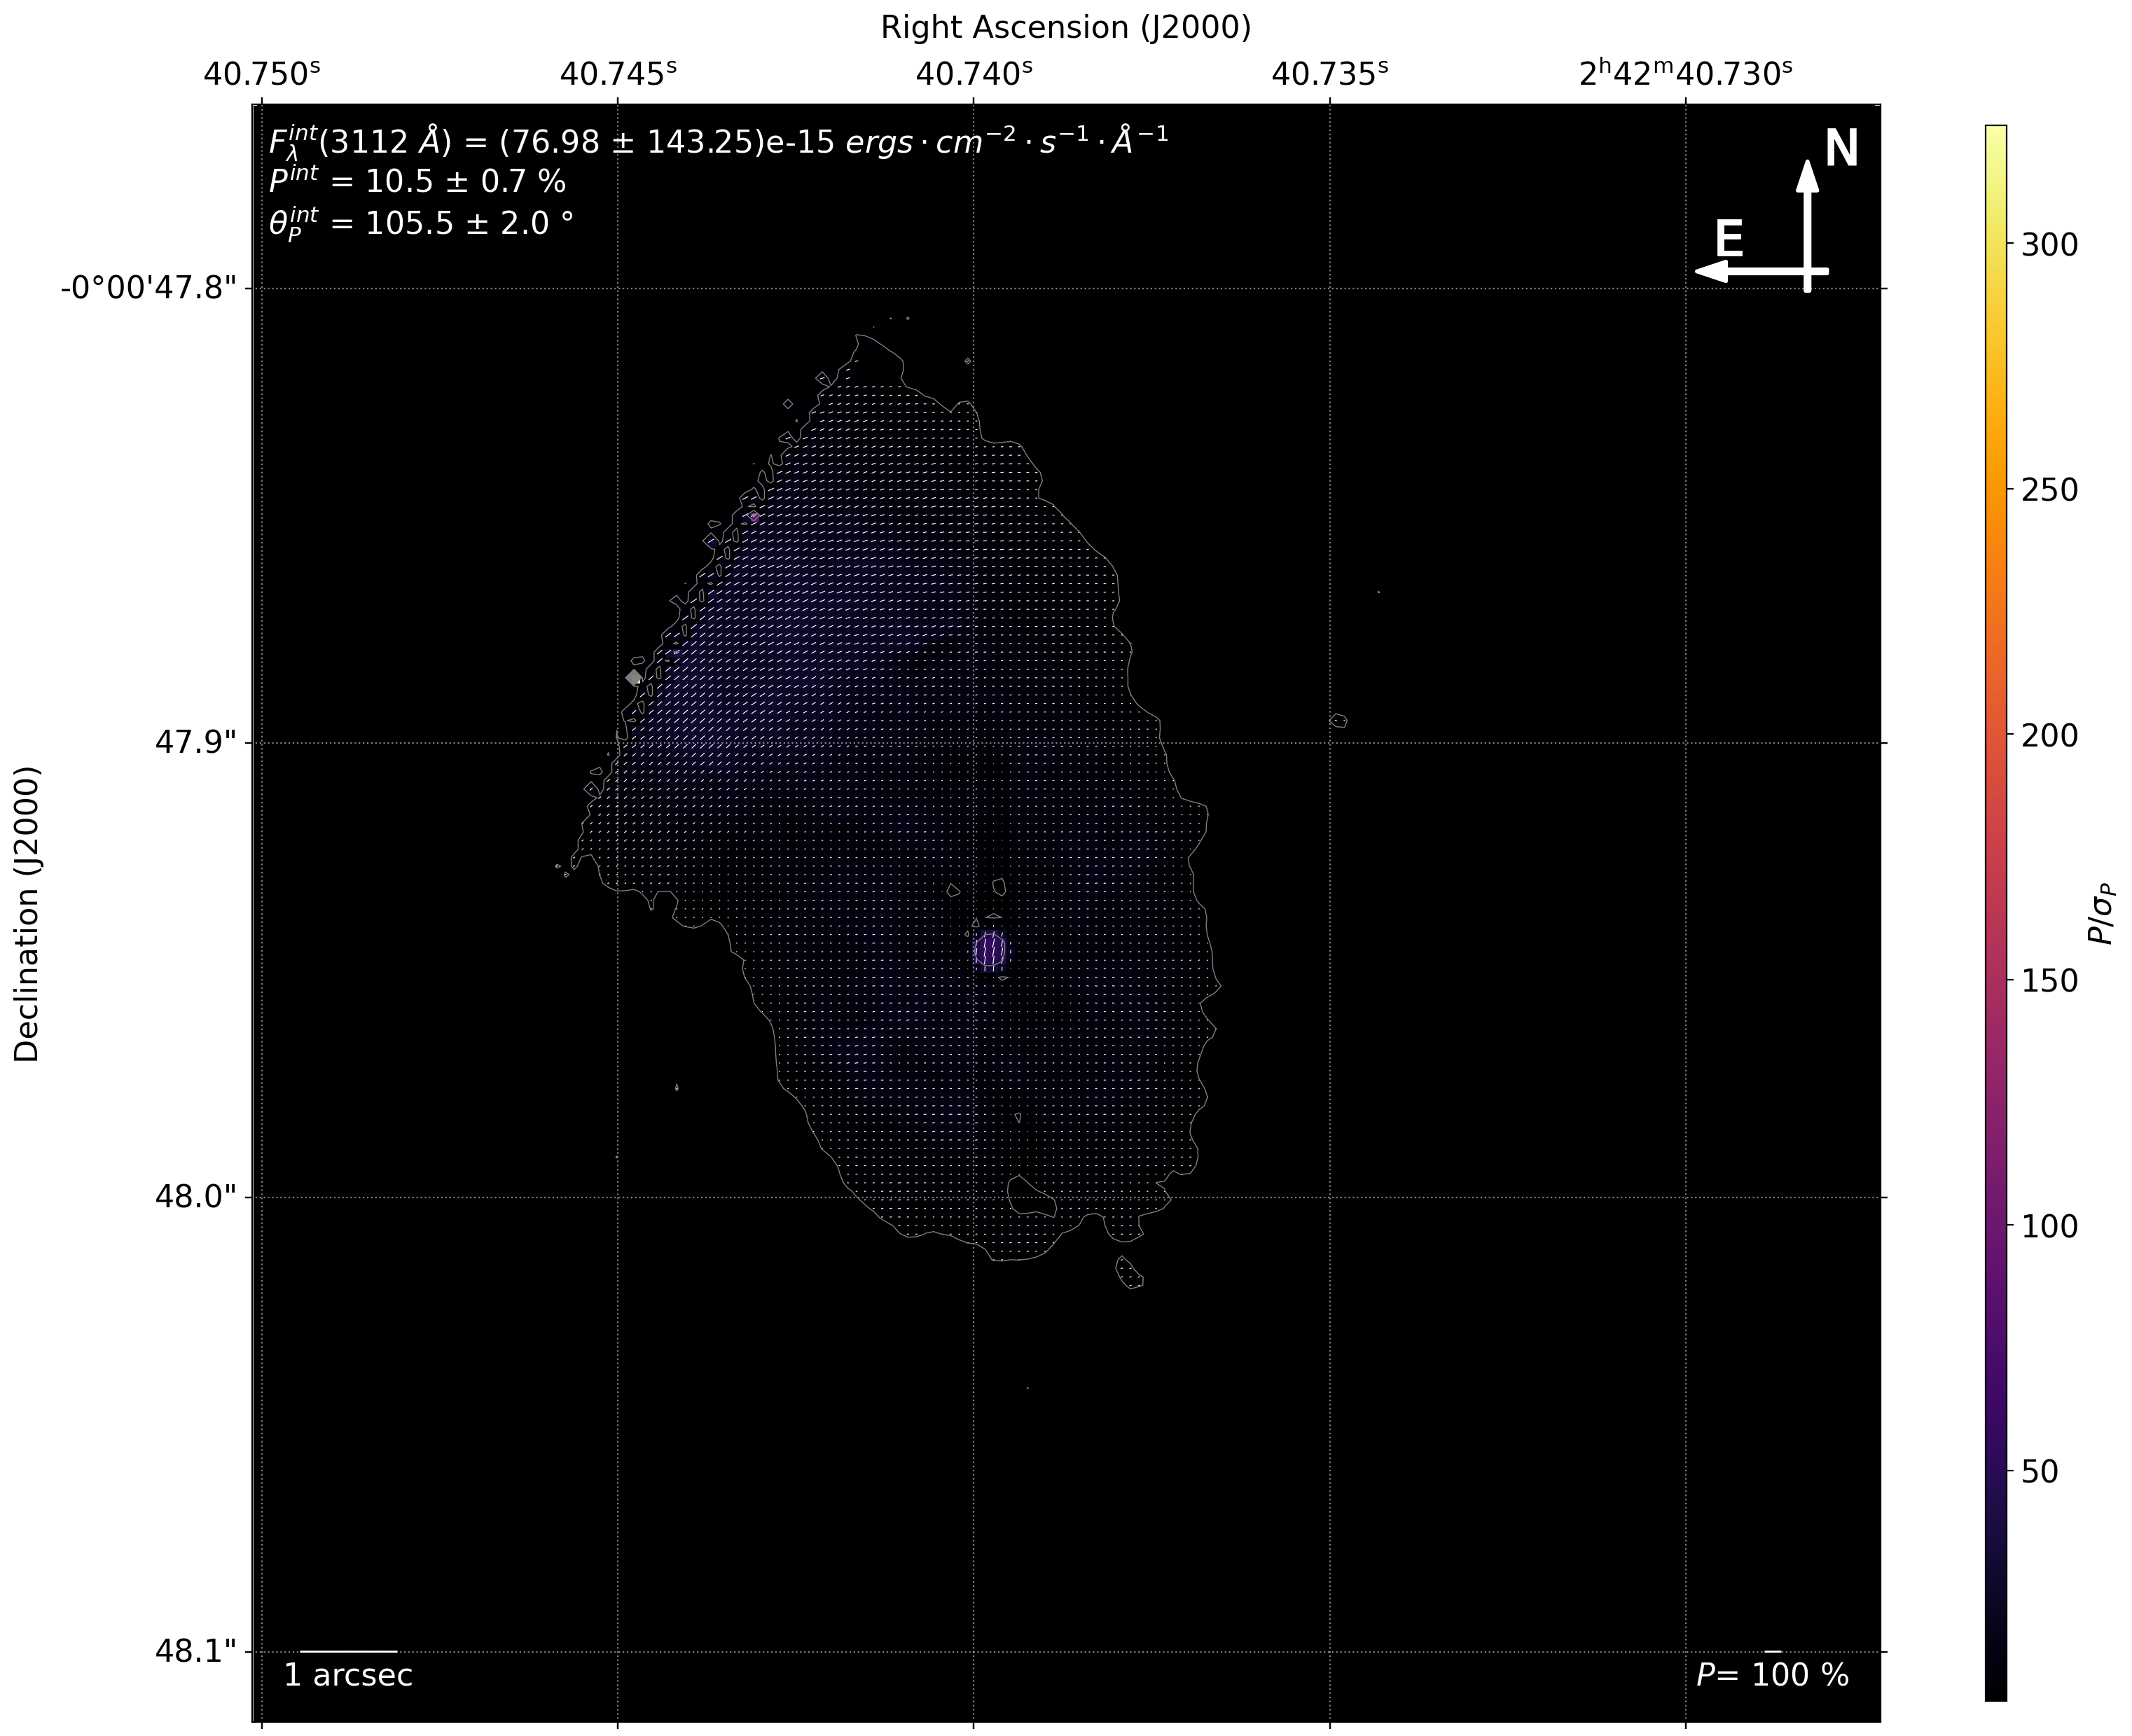 Right Ascension (J2000)
40.750ˢ 40.745ˢ 40.740ˢ 40.735ˢ 2ʰ42ᵐ40.730ˢ
F_λ^int(3112 Å) = (76.98 ± 143.25)e-15 ergs · cm⁻² · s⁻¹ · Å⁻¹
P^int = 10.5 ± 0.7 %
θ_P^int = 105.5 ± 2.0 °
N
E
-0°00'47.8"
47.9"
48.0"
48.1"
Declination (J2000)
1 arcsec
P= 100 %
300
250
200
150
100
50
P/σ_P